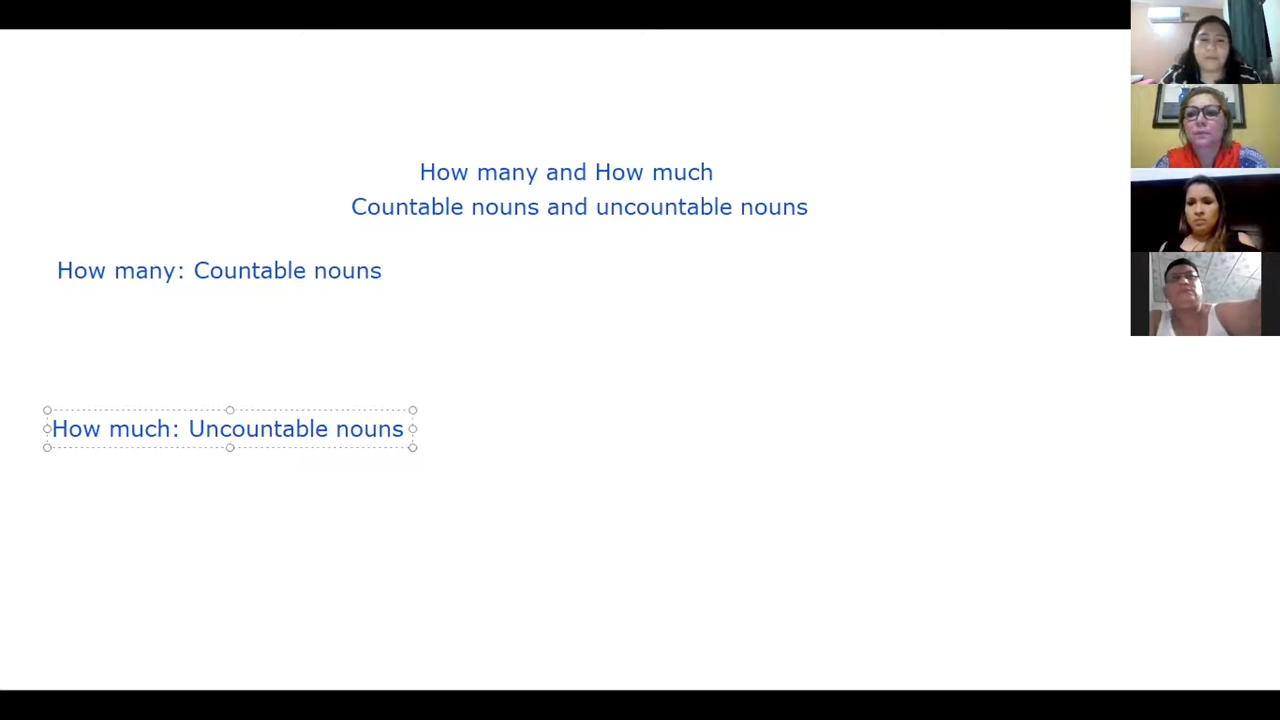 How many and How much
Countable nouns and uncountable nouns
How many: Countable nouns
How much: Uncountable nouns